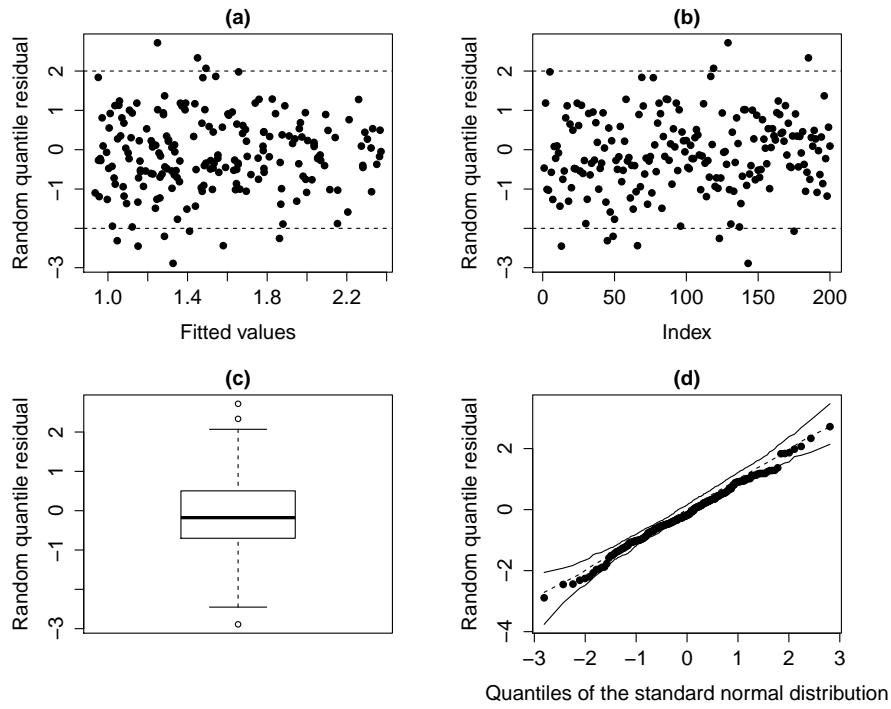 (a)
Random quantile residual
2
1
0
−1
−3
1.0 1.4 1.8 2.2
Fitted values
(b)
Random quantile residual
2
1
0
−1
−3
0 50 100 150 200
Index
(c)
Random quantile residual
2
1
0
−1
−3
(d)
Random quantile residual
2
0
−2
−4
−3 −2 −1 0 1 2 3
Quantiles of the standard normal distribution